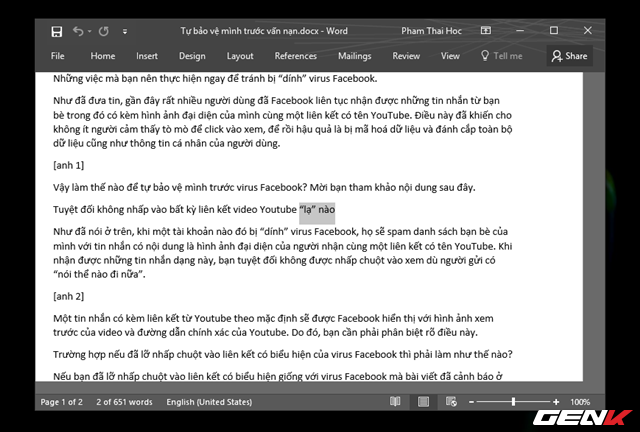 Tự bảo vệ mình trước vấn nạn.docx - Word
Pham Thai Hoc
File Home Insert Design Layout References Mailings Review View Tell me Share
Những việc mà bạn nên thực hiện ngay để tránh bị “dính” virus Facebook.
Như đã đưa tin, gần đây rất nhiều người dùng đã Facebook liên tục nhận được những tin nhắn từ bạn
bè trong đó có kèm hình ảnh đại diện của mình cùng một liên kết có tên YouTube. Điều này đã khiến cho
không ít người cảm thấy tò mò để click vào xem, để rồi hậu quả là bị mã hoá dữ liệu và đánh cắp toàn bộ
dữ liệu cũng như thông tin cá nhân của người dùng.
[anh 1]
Vậy làm thế nào để tự bảo vệ mình trước virus Facebook? Mời bạn tham khảo nội dung sau đây.
Tuyệt đối không nhấp vào bất kỳ liên kết video Youtube “lạ” nào
Như đã nói ở trên, khi một tài khoản nào đó bị “dính” virus Facebook, họ sẽ spam danh sách bạn bè của
mình với tin nhắn có nội dung là hình ảnh đại diện của người nhận cùng một liên kết có tên YouTube. Khi
nhận được những tin nhắn dạng này, bạn tuyệt đối không được nhấp chuột vào xem dù người gửi có
“nói thế nào đi nữa”.
[anh 2]
Một tin nhắn có kèm liên kết từ Youtube theo mặc định sẽ được Facebook hiển thị với hình ảnh xem
trước của video và đường dẫn chính xác của Youtube. Do đó, bạn cần phải phân biệt rõ điều này.
Trường hợp nếu đã lỡ nhấp chuột vào liên kết có biểu hiện của virus Facebook thì phải làm như thế nào?
Nếu bạn đã lỡ nhấp chuột vào liên kết có biểu hiện giống với virus Facebook mà bài viết đã cảnh báo ở
Page 1 of 2 2 of 651 words English (United States) 100%
GENK